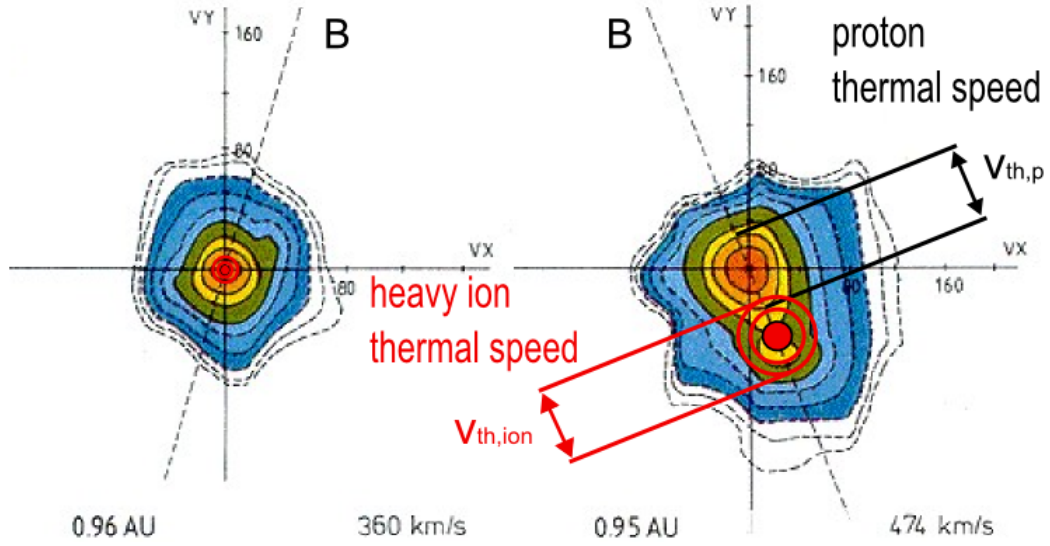 VY
160
B
80
VX
80
heavy ion
thermal speed
0.96 AU
360 km/s
VY
160
B
proton
thermal speed
Vth,p
VX
160
Vth,ion
0.95 AU
474 km/s